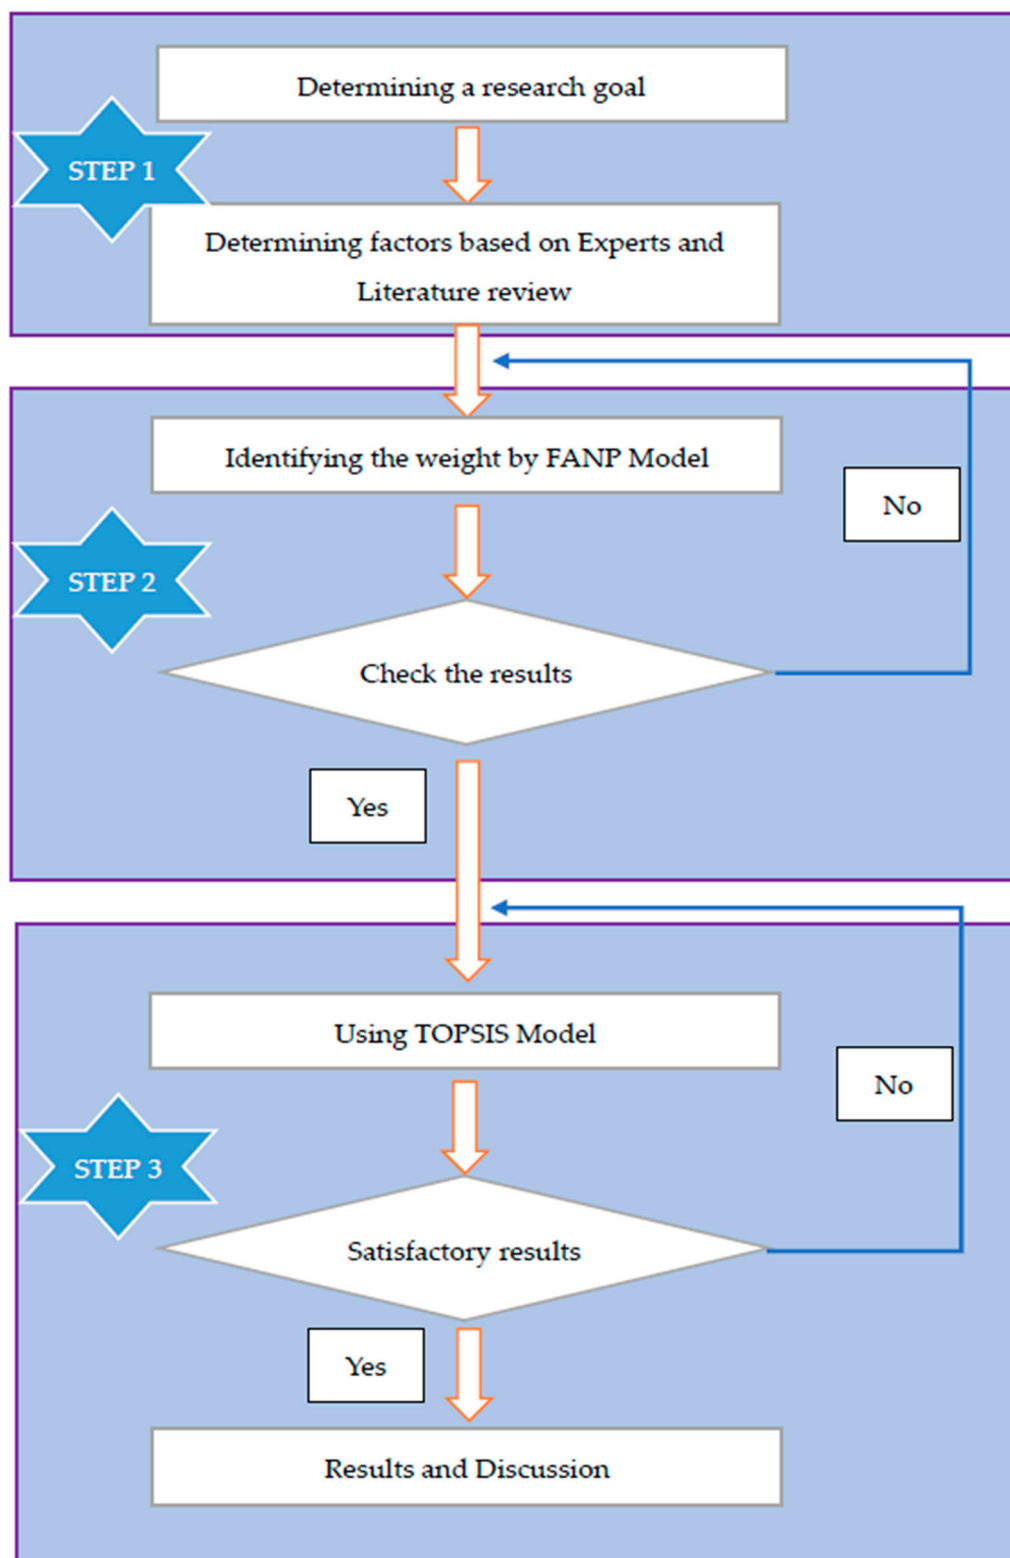 Determining a research goal
STEP 1
Determining factors based on Experts and
Literature review
Identifying the weight by FANP Model
No
STEP 2
Check the results
Yes
Using TOPSIS Model
No
STEP 3
Satisfactory results
Yes
Results and Discussion